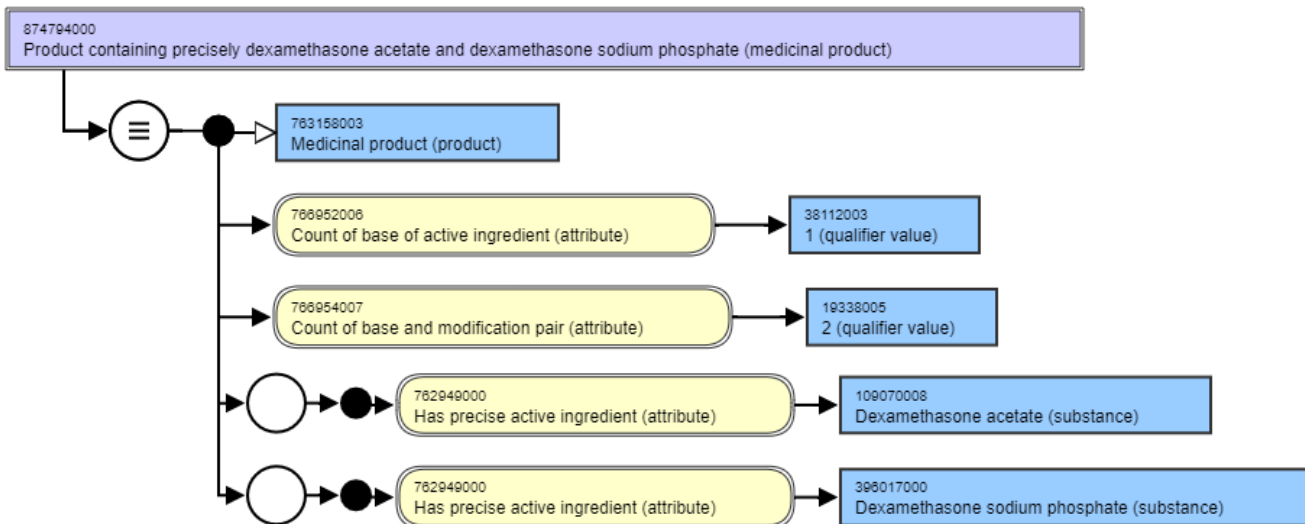 874794000
Product containing precisely dexamethasone acetate and dexamethasone sodium phosphate (medicinal product)
763158003
Medicinal product (product)
766952006
Count of base of active ingredient (attribute)
38112003
1 (qualifier value)
766954007
Count of base and modification pair (attribute)
19338005
2 (qualifier value)
762949000
Has precise active ingredient (attribute)
109070008
Dexamethasone acetate (substance)
762949000
Has precise active ingredient (attribute)
396017000
Dexamethasone sodium phosphate (substance)